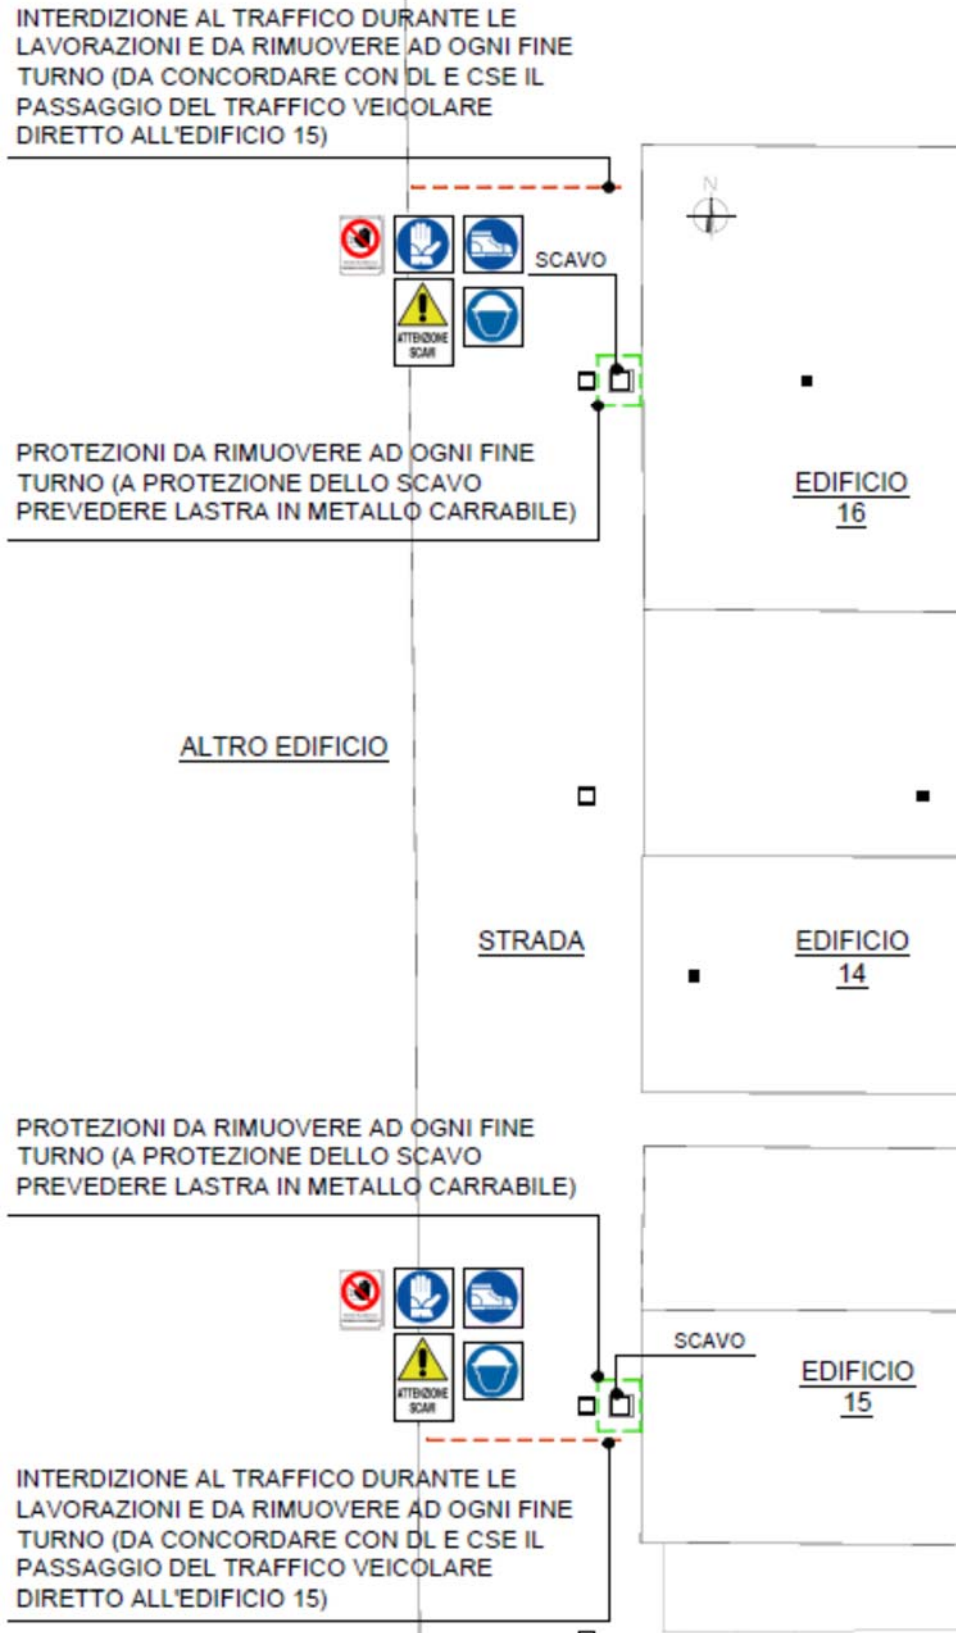 INTERDIZIONE AL TRAFFICO DURANTE LE
LAVORAZIONI E DA RIMUOVERE AD OGNI FINE
TURNO (DA CONCORDARE CON DL E CSE IL
PASSAGGIO DEL TRAFFICO VEICOLARE
DIRETTO ALL'EDIFICIO 15)
N
SCAVO
ATTENZIONE
SCAVI
PROTEZIONI DA RIMUOVERE AD OGNI FINE
TURNO (A PROTEZIONE DELLO SCAVO
PREVEDERE LASTRA IN METALLO CARRABILE)
EDIFICIO
16
ALTRO EDIFICIO
STRADA
EDIFICIO
14
PROTEZIONI DA RIMUOVERE AD OGNI FINE
TURNO (A PROTEZIONE DELLO SCAVO
PREVEDERE LASTRA IN METALLO CARRABILE)
SCAVO
EDIFICIO
15
ATTENZIONE
SCAVI
INTERDIZIONE AL TRAFFICO DURANTE LE
LAVORAZIONI E DA RIMUOVERE AD OGNI FINE
TURNO (DA CONCORDARE CON DL E CSE IL
PASSAGGIO DEL TRAFFICO VEICOLARE
DIRETTO ALL'EDIFICIO 15)